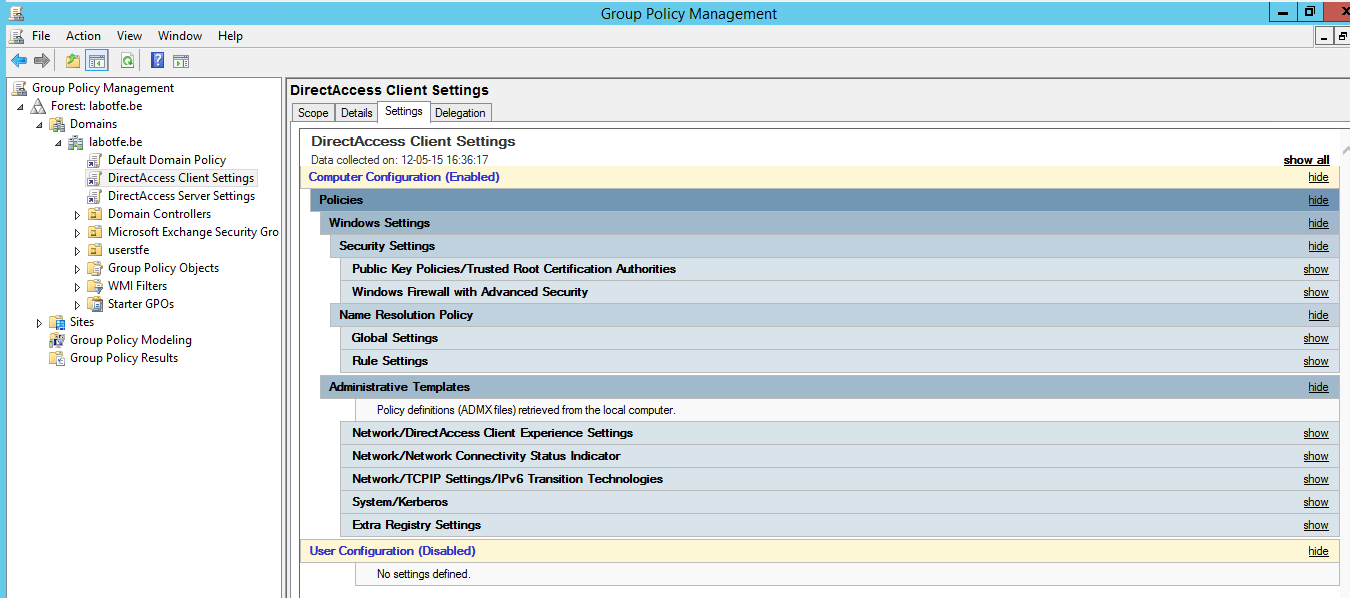 Group Policy Management
File Action View Window Help
Group Policy Management
Forest: labotfe.be
Domains
labotfe.be
Default Domain Policy
DirectAccess Client Settings
DirectAccess Server Settings
Domain Controllers
Microsoft Exchange Security Gro
userstfe
Group Policy Objects
WMI Filters
Starter GPOs
Sites
Group Policy Modeling
Group Policy Results
DirectAccess Client Settings
Scope Details Settings Delegation
DirectAccess Client Settings
Data collected on: 12-05-15 16:36:17 show all
Computer Configuration (Enabled) hide
Policies hide
Windows Settings hide
Security Settings hide
Public Key Policies/Trusted Root Certification Authorities show
Windows Firewall with Advanced Security show
Name Resolution Policy hide
Global Settings show
Rule Settings show
Administrative Templates hide
Policy definitions (ADMX files) retrieved from the local computer.
Network/DirectAccess Client Experience Settings show
Network/Network Connectivity Status Indicator show
Network/TCPIP Settings/IPv6 Transition Technologies show
System/Kerberos show
Extra Registry Settings show
User Configuration (Disabled) hide
No settings defined.